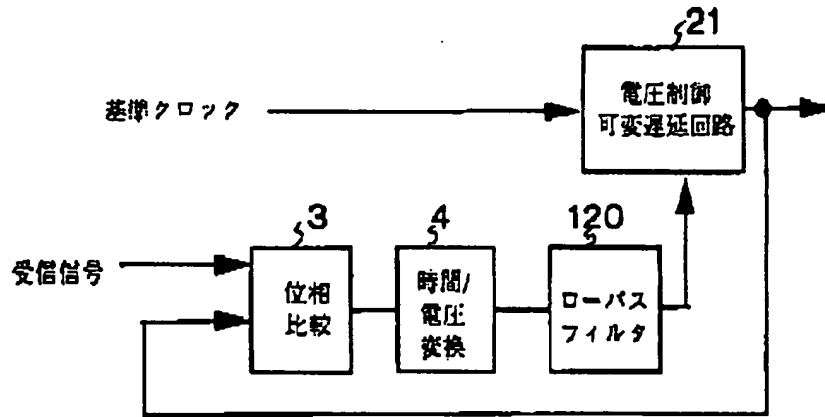 21
基準クロック
電圧制御
可変遅延回路
3
4
120
受信信号
位相
比較
時間/
電圧
変換
ローパス
フィルタ